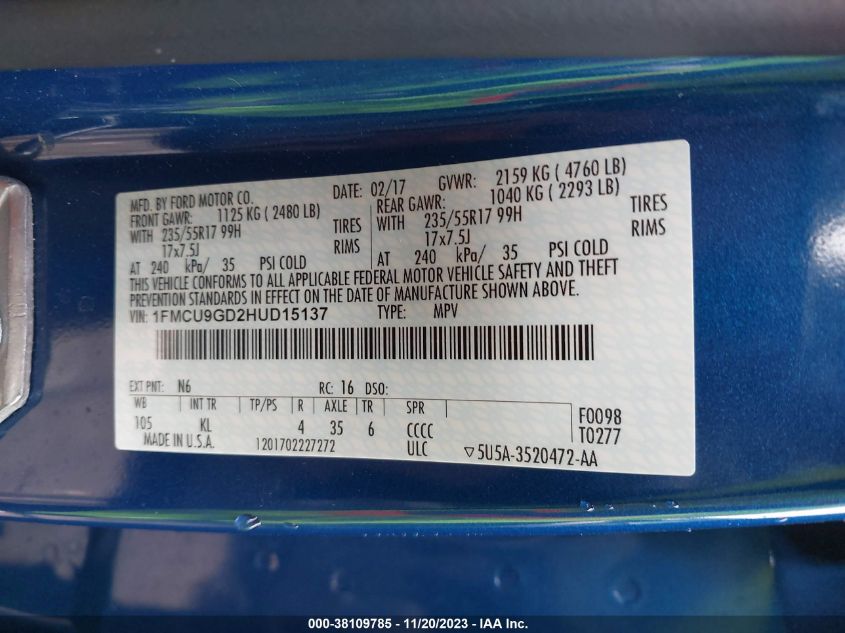 MFD. BY FORD MOTOR CO. DATE: 02/17 GVWR: 2159 KG ( 4760 LB)
FRONT GAWR: 1125 KG ( 2480 LB) REAR GAWR: 1040 KG ( 2293 LB)
WITH 235/55R17 99H TIRES WITH 235/55R17 99H TIRES
17x7.5J RIMS 17x7.5J RIMS
AT 240 kPa/ 35 PSI COLD AT 240 kPa/ 35 PSI COLD
THIS VEHICLE CONFORMS TO ALL APPLICABLE FEDERAL MOTOR VEHICLE SAFETY AND THEFT
PREVENTION STANDARDS IN EFFECT ON THE DATE OF MANUFACTURE SHOWN ABOVE.
VIN: 1FMCU9GD2HUD15137 TYPE: MPV
EXT PNT: N6 RC: 16 DSO:
WB INT TR TP/PS R AXLE TR SPR F0098
105 KL 4 35 6 CCCC T0277
MADE IN U.S.A. 1201702227272 ULC ▽5U5A-3520472-AA
000-38109785 - 11/20/2023 - IAA Inc.